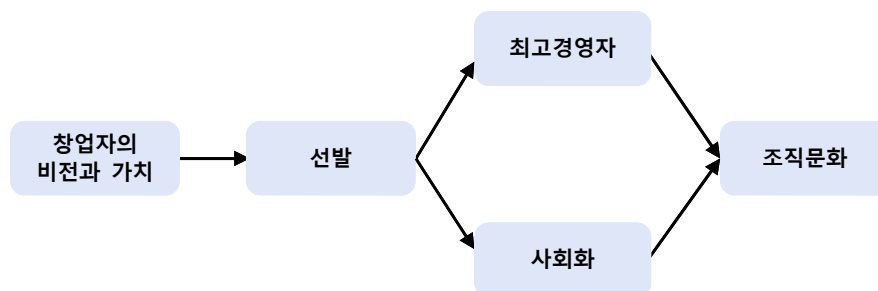 최고경영자
창업자의
비전과 가치
선발
조직문화
사회화